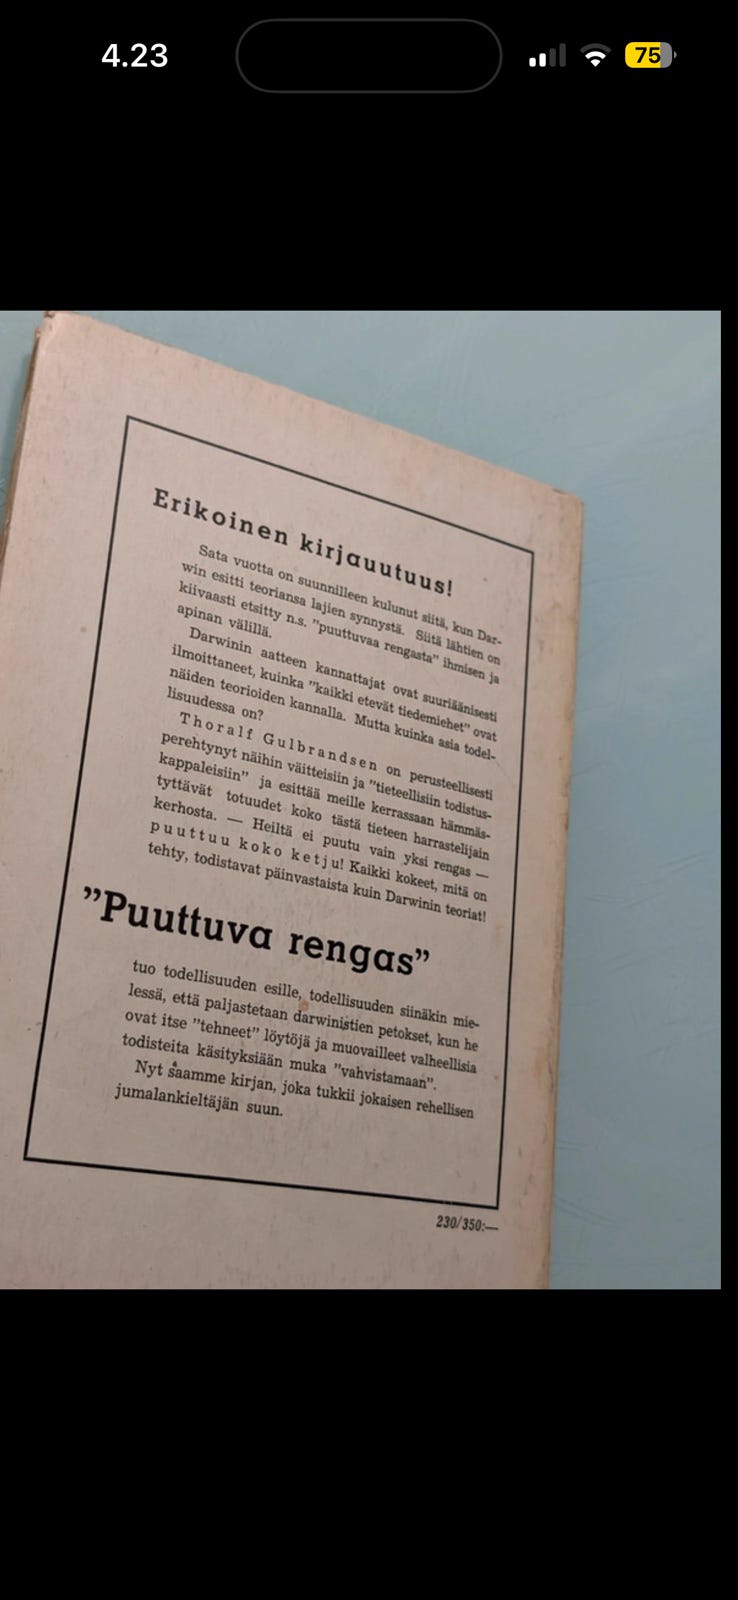 4.23
75
Erikoinen kirjauutuus!
Sata vuotta on suunnilleen kulunut siitä, kun Dar-
win esitti teoriansa lajien synnystä. Siitä lähtien on
kiivaasti etsitty n.s. "puuttuvaa rengasta" ihmisen ja
apinan välillä.
Darwinin aatteen kannattajat ovat suuriäänisesti
ilmoittaneet, kuinka "kaikki etevät tiedemiehet" ovat
näiden teorioiden kannalla. Mutta kuinka asia todel-
lisuudessa on?
Thoralf Gulbrandsen on perusteellisesti
perehtynyt näihin väitteisiin ja "tieteellisiin todistus-
kappaleisiin" ja esittää meille kerrassaan hämmäs-
tyttävät totuudet koko tästä tieteen harrastelijain
kerhosta. — Heiltä ei puutu vain yksi rengas —
puuttuu koko ketju! Kaikki kokeet, mitä on
tehty, todistavat päinvastaista kuin Darwinin teoriat!
"Puuttuva rengas"
tuo todellisuuden esille, todellisuuden siinäkin mie-
lessä, että paljastetaan darwinistien petokset, kun he
ovat itse "tehneet" löytöjä ja muovailleet valheellisia
todisteita käsityksiään muka "vahvistamaan".
Nyt saamme kirjan, joka tukkii jokaisen rehellisen
jumalankieltäjän suun.
230/350:—